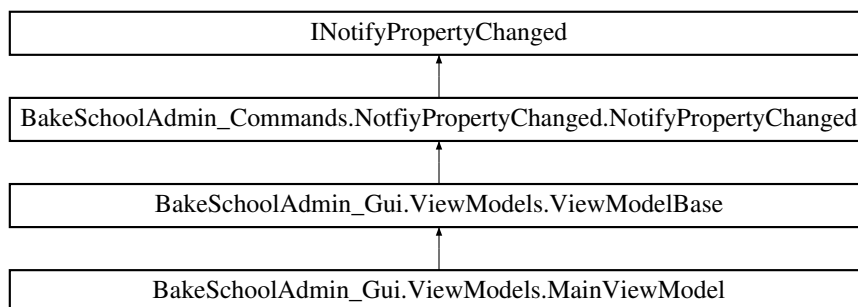 INotifyPropertyChanged
BakeSchoolAdmin_Commands.NotfiyPropertyChanged.NotifyPropertyChanged
BakeSchoolAdmin_Gui.ViewModels.ViewModelBase
BakeSchoolAdmin_Gui.ViewModels.MainViewModel